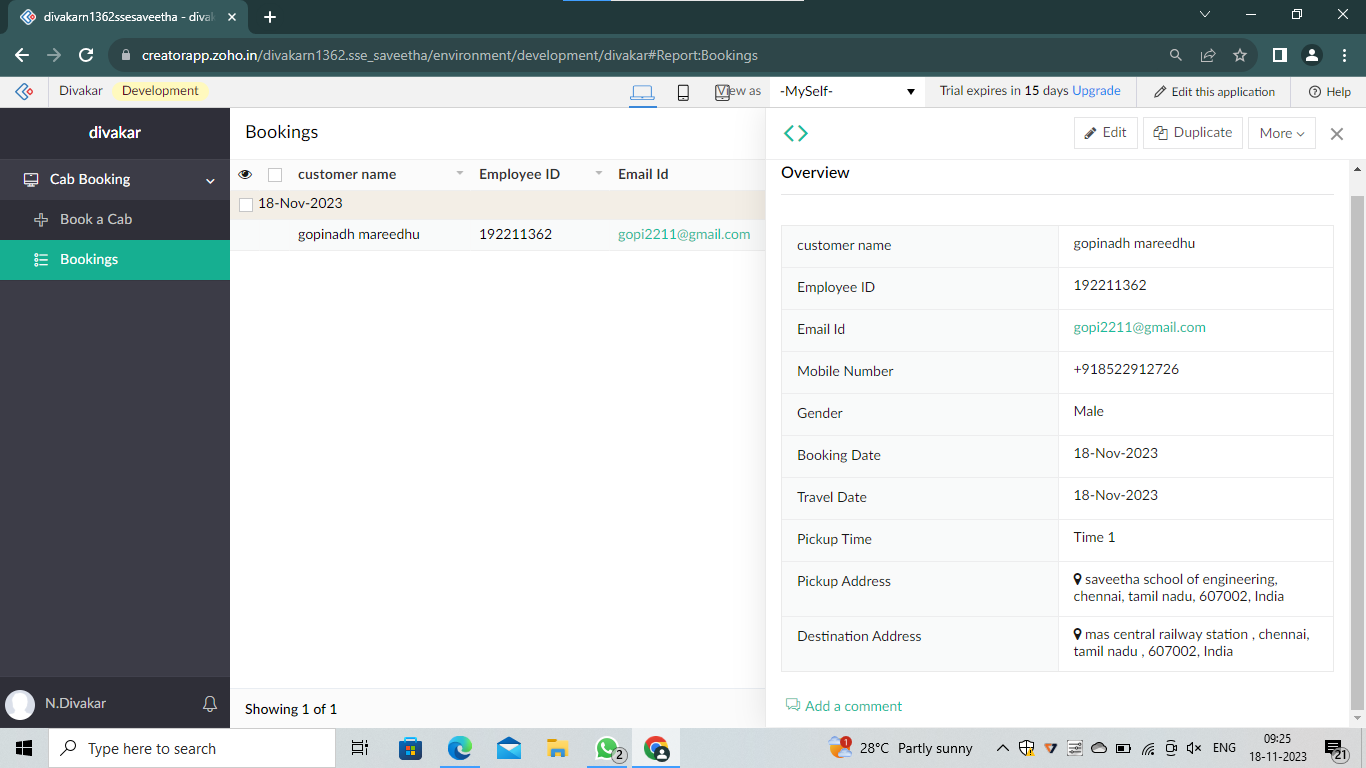 divakarn1362ssesaveetha - diva
creatorapp.zoho.in/divakarn1362.sse_saveetha/environment/development/divakar#Report:Bookings
Divakar
Development
View as
-MySelf-
Trial expires in 15 days Upgrade
Edit this application
Help
divakar
Cab Booking
Book a Cab
Bookings
N.Divakar
Bookings
customer name Employee ID Email Id
18-Nov-2023
gopinadh mareedhu 192211362 gopi2211@gmail.com
Showing 1 of 1
Edit
Duplicate
More
Overview
customer name gopinadh mareedhu
Employee ID 192211362
Email Id gopi2211@gmail.com
Mobile Number +918522912726
Gender Male
Booking Date 18-Nov-2023
Travel Date 18-Nov-2023
Pickup Time Time 1
Pickup Address saveetha school of engineering,
chennai, tamil nadu, 607002, India
Destination Address mas central railway station , chennai,
tamil nadu , 607002, India
Add a comment
Type here to search
2
1
28°C Partly sunny
ENG
09:25
18-11-2023
21